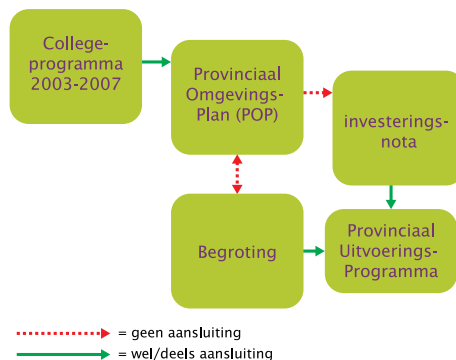 College-
programma
2003-2007
Provinciaal
Omgevings-
Plan (POP)
investerings-
nota
Begroting
Provinciaal
Uitvoerings-
Programma
= geen aansluiting
= wel/deels aansluiting